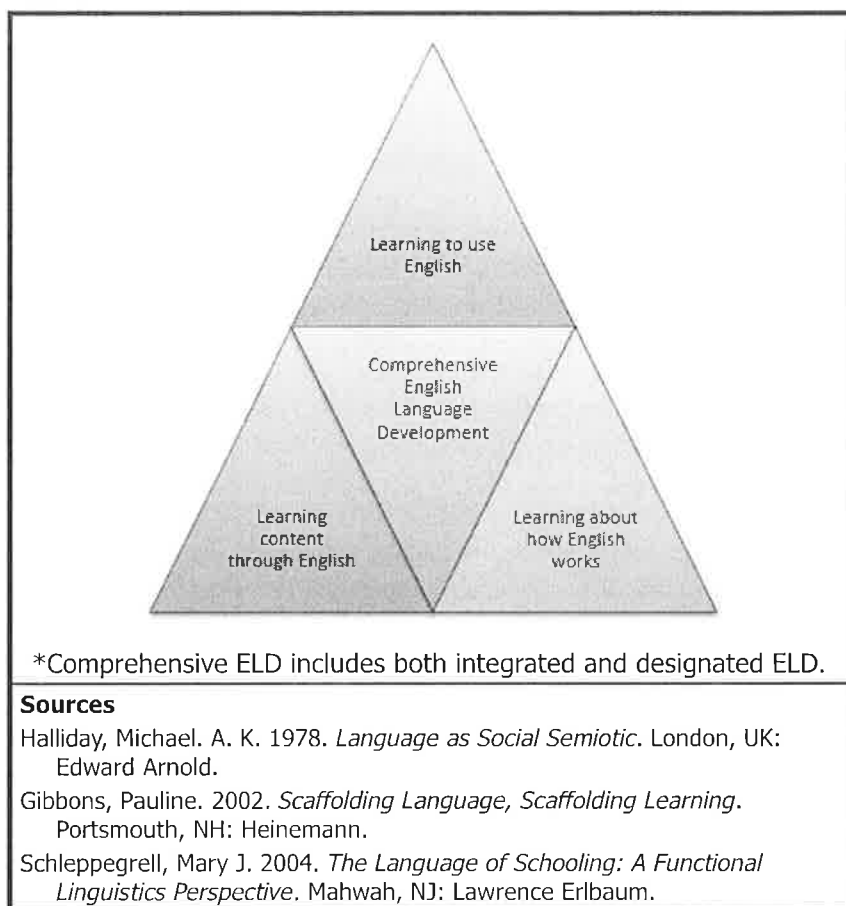 Learning to use
English
Comprehensive
English
Language
Development
Learning
content
through English
Learning about
how English
works
*Comprehensive ELD includes both integrated and designated ELD.
Sources
Halliday, Michael. A. K. 1978. Language as Social Semiotic. London, UK:
Edward Arnold.
Gibbons, Pauline. 2002. Scaffolding Language, Scaffolding Learning.
Portsmouth, NH: Heinemann.
Schleppegrell, Mary J. 2004. The Language of Schooling: A Functional
Linguistics Perspective. Mahwah, NJ: Lawrence Erlbaum.